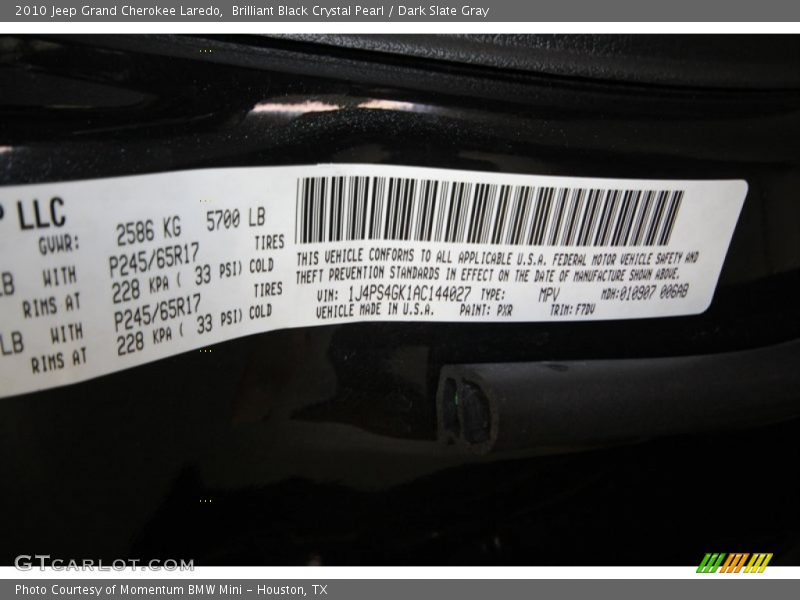 2010 Jeep Grand Cherokee Laredo, Brilliant Black Crystal Pearl / Dark Slate Gray
LLC
GVWR: 2586 KG 5700 LB
LB WITH P245/65R17 TIRES
RIMS AT 228 KPA ( 33 PSI) COLD
LB WITH P245/65R17 TIRES
RIMS AT 228 KPA ( 33 PSI) COLD
THIS VEHICLE CONFORMS TO ALL APPLICABLE U.S.A. FEDERAL MOTOR VEHICLE SAFETY AND
THEFT PREVENTION STANDARDS IN EFFECT ON THE DATE OF MANUFACTURE SHOWN ABOVE.
VIN: 1J4PS4GK1AC144027 TYPE: MPV MDH:010907 006AB
VEHICLE MADE IN U.S.A. PAINT: PXR TRIM: F7DV
GTCARLOT.COM
Photo Courtesy of Momentum BMW Mini - Houston, TX